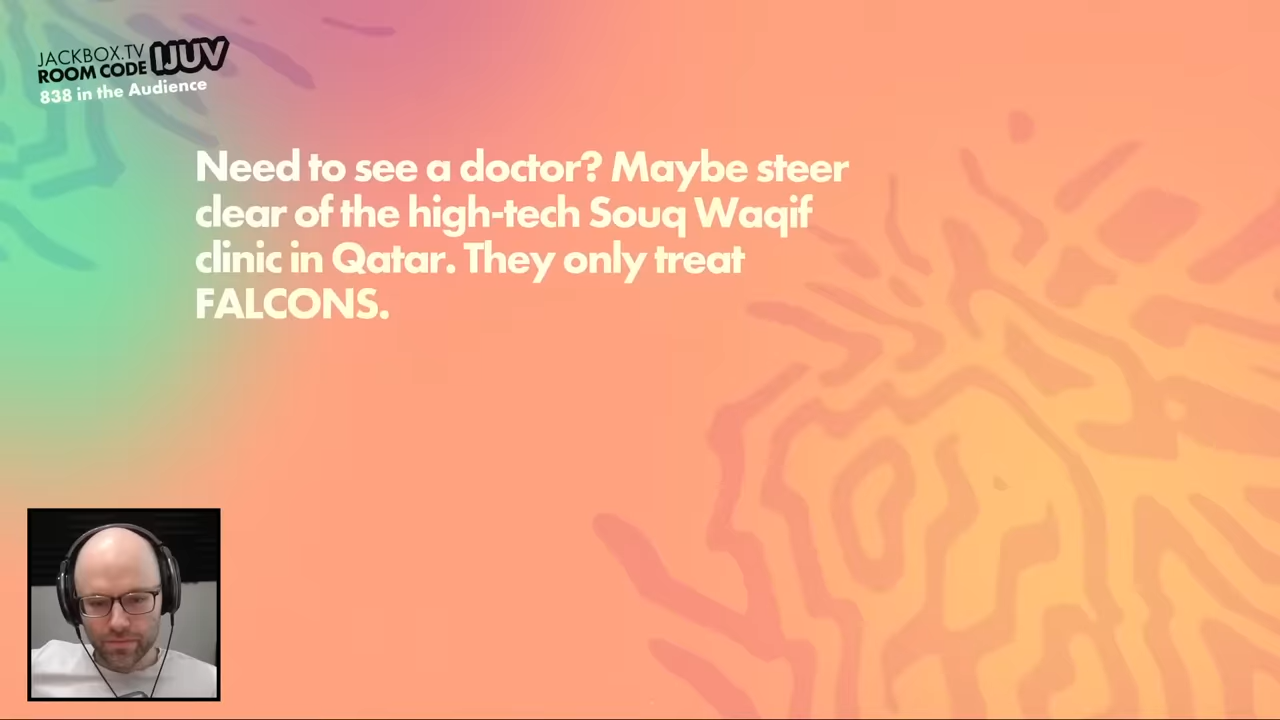 JACKBOX.TV
ROOM CODE IJUV
838 in the Audience
Need to see a doctor? Maybe steer
clear of the high-tech Souq Waqif
clinic in Qatar. They only treat
FALCONS.